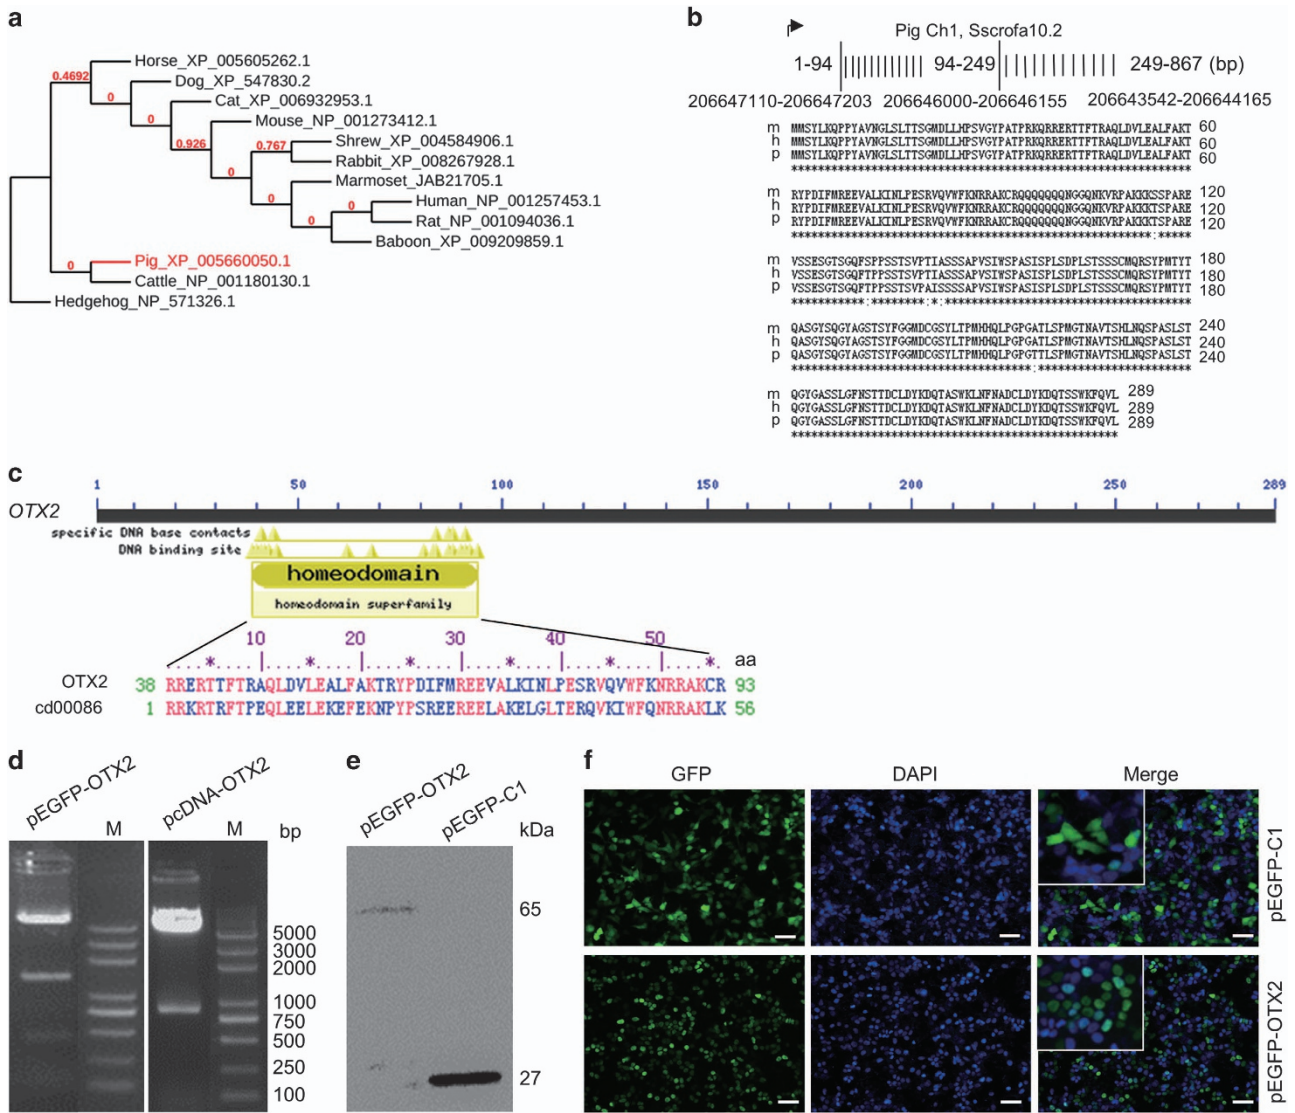 a
Horse_XP_005605262.1
0.4692
Dog_XP_547830.2
0
Cat_XP_006932953.1
0
Mouse_NP_001273412.1
0.926
0.767
Shrew_XP_004584906.1
Rabbit_XP_008267928.1
0
Marmoset_JAB21705.1
0
Human_NP_001257453.1
0
Rat_NP_001094036.1
0
Baboon_XP_009209859.1
Pig_XP_005660050.1
0
Cattle_NP_001180130.1
Hedgehog_NP_571326.1
b
Pig Ch1, Sscrofa10.2
1-94 94-249 249-867 (bp)
206647110-206647203 206646000-206646155 206643542-206644165
m MMSYLKQPPYAVNGLSLTTSGMDLLHPSVGYPATPRKQRRERTTFTRAQLDVLEALFAKT 60
h MMSYLKQPPYAVNGLSLTTSGMDLLHPSVGYPATPRKQRRERTTFTRAQLDVLEALFAKT 60
p MMSYLKQPPYAVNGLSLTTSGMDLLHPSVGYPATPRKQRRERTTFTRAQLDVLEALFAKT 60
************************************************************
m RYPDIFMREEVALKINLPESRVQVWFKNRRAKCRQQQQQQQNGGQNKVRPAKKKSSPARE 120
h RYPDIFMREEVALKINLPESRVQVWFKNRRAKCRQQQQQQQNGGQNKVRPAKKKTSPARE 120
p RYPDIFMREEVALKINLPESRVQVWFKNRRAKCRQQQQQQQNGGQNKVRPAKKKTSPARE 120
******************************************************:*****
m VSSESGTSGQFSPPSSTSVPTIASSSAPVSIWSPASISPLSDPLSTSSSCMQRSYPMTYT 180
h VSSESGTSGQFTPPSSTSVPTIASSSAPVSIWSPASISPLSDPLSTSSSCMQRSYPMTYT 180
p VSSESGTSGQFTPPSSTSVPAISSSSAPVSIWSPASISPLSDPLSTSSSCMQRSYPMTYT 180
***********:********:*:*************************************
m QASGYSQGYAGSTSYFGGMDCGSYLTPMHHQLPGPGATLSPMGTNAVTSHLNQSPASLST 240
h QASGYSQGYAGSTSYFGGMDCGSYLTPMHHQLPGPGATLSPMGTNAVTSHLNQSPASLST 240
p QASGYSQGYAGSTSYFGGMDCGSYLTPMHHQLPGPGTTLSPMGTNAVTSHLNQSPASLST 240
************************************:***********************
m QGYGASSLGFNSTTDCLDYKDQTASWKLNFNADCLDYKDQTSSWKFQVL 289
h QGYGASSLGFNSTTDCLDYKDQTASWKLNFNADCLDYKDQTSSWKFQVL 289
p QGYGASSLGFNSTTDCLDYKDQTASWKLNFNADCLDYKDQTSSWKFQVL 289
*************************************************
c
1 50 100 150 200 250 289
OTX2
specific DNA base contacts
DNA binding site
homeodomain
homeodomain superfamily
10 20 30 40 50
aa
OTX2 38 RRERTTFTRAQLDVLEALFAKTRYPDIFMREEVALKINLPESRVQVWFKNRRAKCR 93
cd00086 1 RRKRTRFTPEQLEELEKEFEKNPYPSREEREELAKELGLTERQVKIWFQNRRAKLK 56
d
pEGFP-OTX2
M
pcDNA-OTX2
M
bp
5000
3000
2000
1000
750
500
250
100
e
pEGFP-OTX2
pEGFP-C1
kDa
65
27
f
GFP DAPI Merge
pEGFP-C1
pEGFP-OTX2